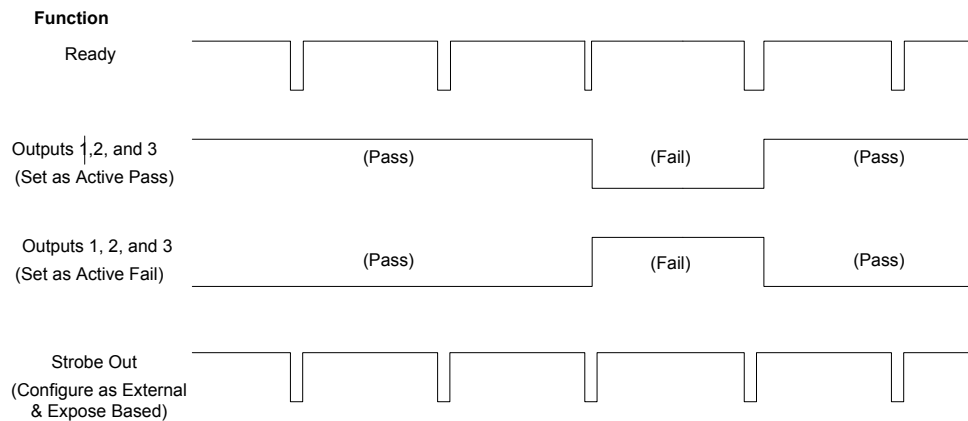 Function
Ready
Outputs 1,2, and 3
(Set as Active Pass)
(Pass)
(Fail)
(Pass)
Outputs 1, 2, and 3
(Set as Active Fail)
(Pass)
(Fail)
(Pass)
Strobe Out
(Configure as External
& Expose Based)